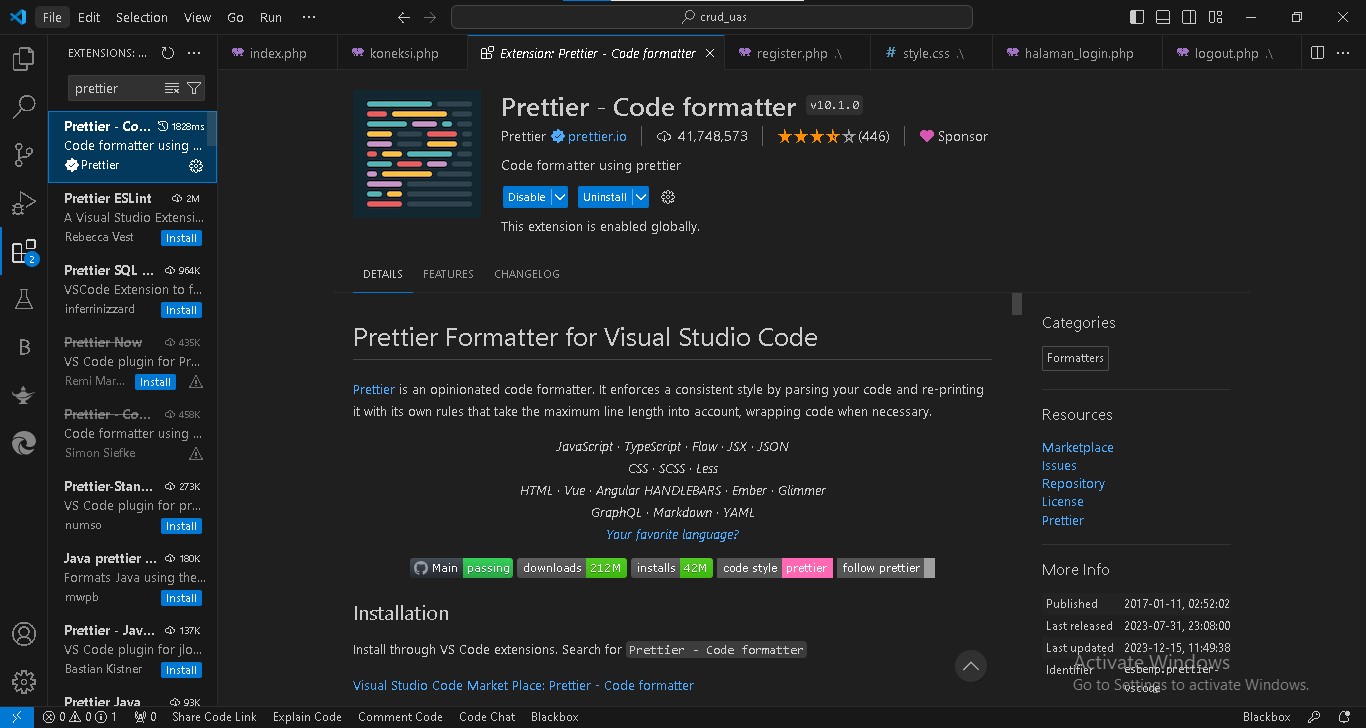 File Edit Selection View Go Run ··· crud_uas
EXTENSIONS: ...
index.php koneksi.php Extension: Prettier - Code formatter register.php .\ style.css .\ halaman_login.php logout.php .\
prettier
Prettier - Co... 1828ms
Code formatter using ...
Prettier
Prettier ESLint 2M
A Visual Studio Extensi...
Rebecca Vest Install
Prettier SQL ... 964K
VSCode Extension to f...
inferrinizzard Install
Prettier Now 435K
VS Code plugin for Pr...
Remi Mar... Install
Prettier - Co... 458K
Code formatter using ...
Simon Siefke
Prettier-Stan... 273K
VS Code plugin for pr...
numso Install
Java prettier ... 180K
Formats Java using the...
mwpb Install
Prettier - Jav... 137K
VS Code plugin for jlo...
Bastian Kistner Install
Prettier Java 93K
2
B
Prettier - Code formatter v10.1.0
Prettier prettier.io 41,748,573 (446) Sponsor
Code formatter using prettier
Disable Uninstall
This extension is enabled globally.
DETAILS FEATURES CHANGELOG
Prettier Formatter for Visual Studio Code
Prettier is an opinionated code formatter. It enforces a consistent style by parsing your code and re-printing
it with its own rules that take the maximum line length into account, wrapping code when necessary.
JavaScript · TypeScript · Flow · JSX · JSON
CSS · SCSS · Less
HTML · Vue · Angular HANDLEBARS · Ember · Glimmer
GraphQL · Markdown · YAML
Your favorite language?
Main passing downloads 212M installs 42M code style prettier follow prettier
Installation
Install through VS Code extensions. Search for Prettier - Code formatter
Visual Studio Code Market Place: Prettier - Code formatter
Categories
Formatters
Resources
Marketplace
Issues
Repository
License
Prettier
More Info
Published 2017-01-11, 02:52:02
Last released 2023-07-31, 23:08:00
Last updated 2023-12-15, 11:49:38
Identifier esbenp.prettier-
vscode
Activate Windows
Go to Settings to activate Windows.
0 0 1 0 Share Code Link Explain Code Comment Code Code Chat Blackbox Blackbox